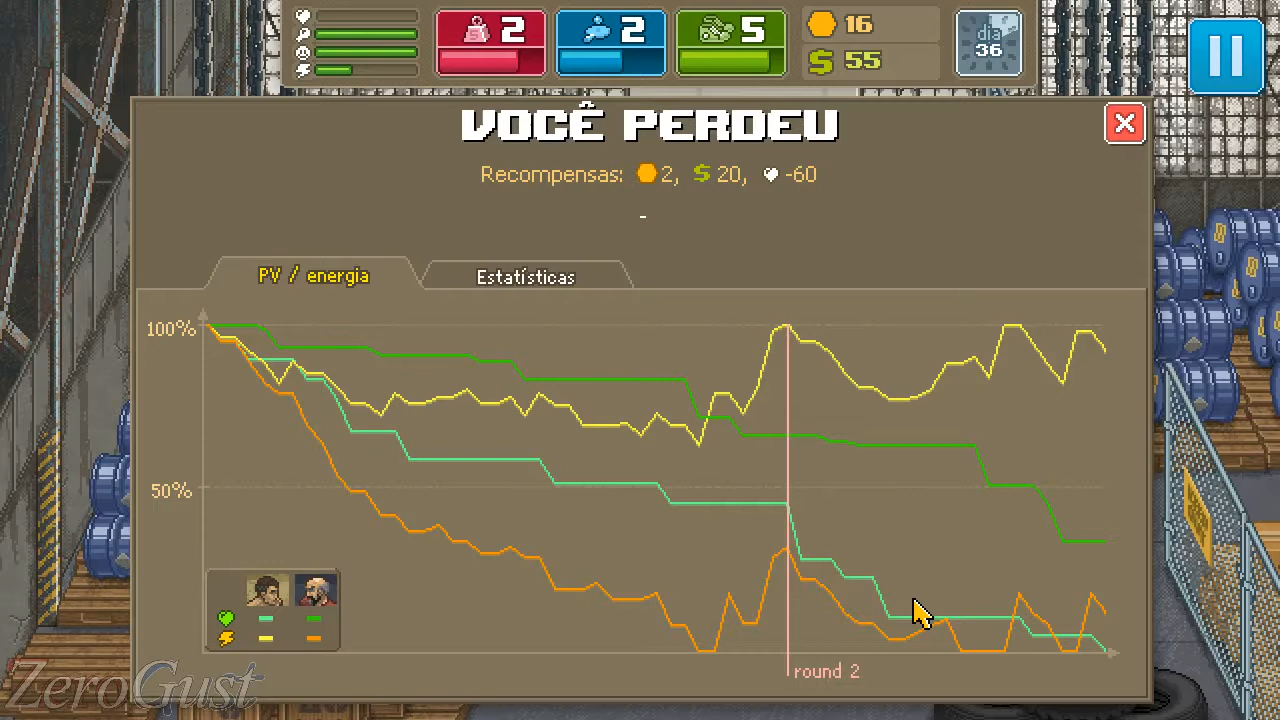 2
2
5
16
55
dia
36
VOCÊ PERDEU
Recompensas: 2, $ 20, -60
-
PV / energia
Estatísticas
100%
50%
round 2
ZeroGust